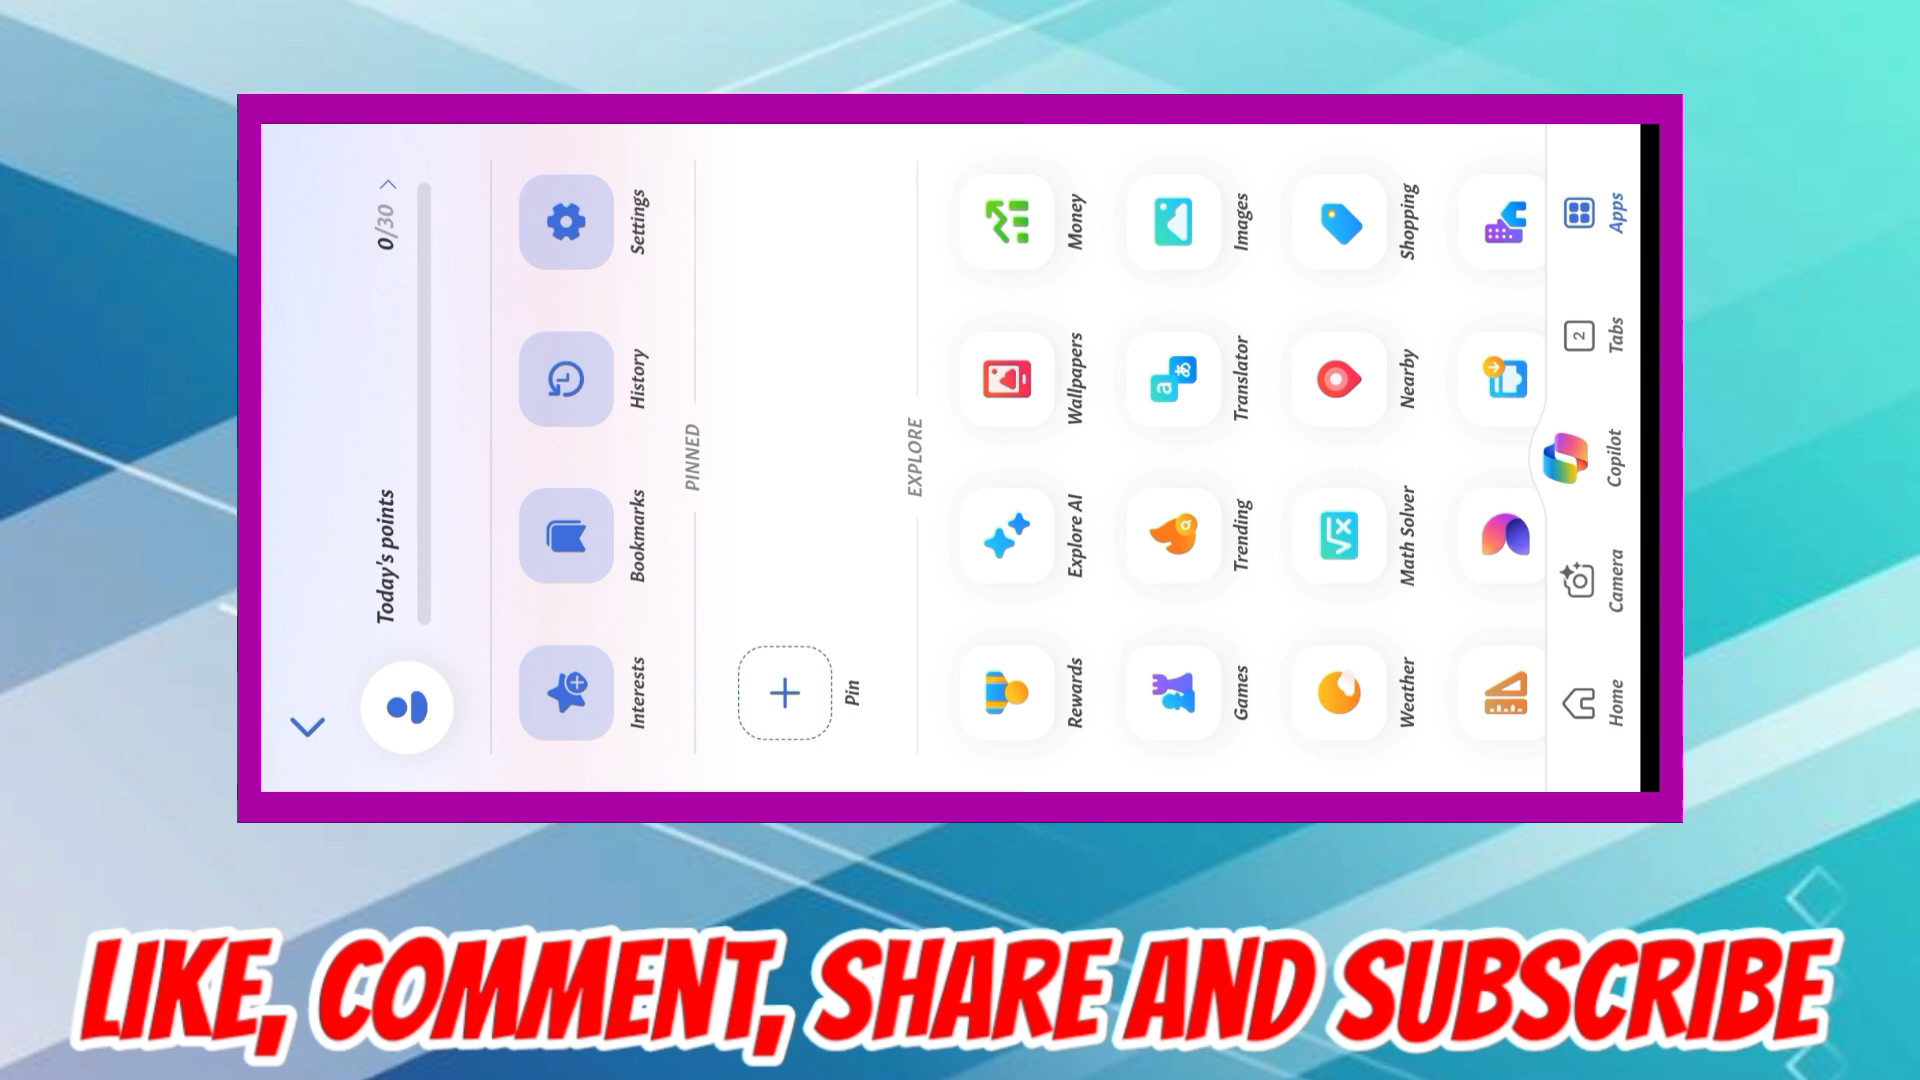 Today's points
0/30
Interests
Bookmarks
History
Settings
PINNED
Pin
EXPLORE
Rewards
Explore AI
Wallpapers
Money
Games
Trending
Translator
Images
Weather
Math Solver
Nearby
Shopping
Home
Camera
Copilot
2
Tabs
Apps
LIKE, COMMENT, SHARE AND SUBSCRIBE